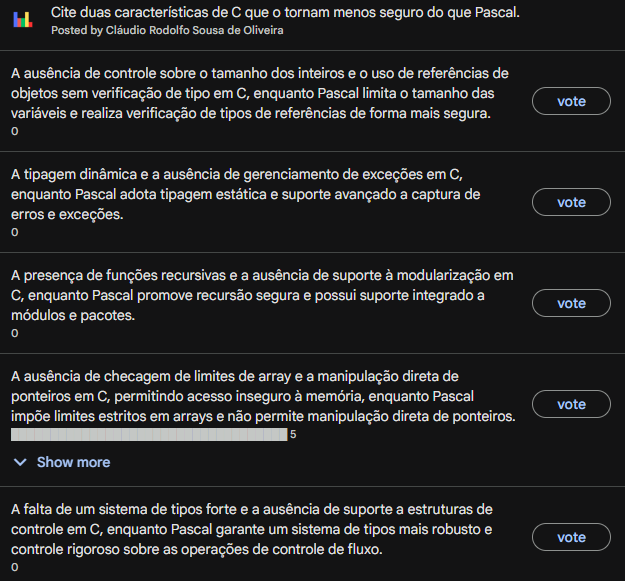 Cite duas características de C que o tornam menos seguro do que Pascal.
Posted by Cláudio Rodolfo Sousa de Oliveira
A ausência de controle sobre o tamanho dos inteiros e o uso de referências de
objetos sem verificação de tipo em C, enquanto Pascal limita o tamanho das
variáveis e realiza verificação de tipos de referências de forma mais segura.
0
vote
A tipagem dinâmica e a ausência de gerenciamento de exceções em C,
enquanto Pascal adota tipagem estática e suporte avançado a captura de
erros e exceções.
0
vote
A presença de funções recursivas e a ausência de suporte à modularização em
C, enquanto Pascal promove recursão segura e possui suporte integrado a
módulos e pacotes.
0
vote
A ausência de checagem de limites de array e a manipulação direta de
ponteiros em C, permitindo acesso inseguro à memória, enquanto Pascal
impõe limites estritos em arrays e não permite manipulação direta de ponteiros.
5
vote
Show more
A falta de um sistema de tipos forte e a ausência de suporte a estruturas de
controle em C, enquanto Pascal garante um sistema de tipos mais robusto e
controle rigoroso sobre as operações de controle de fluxo.
0
vote